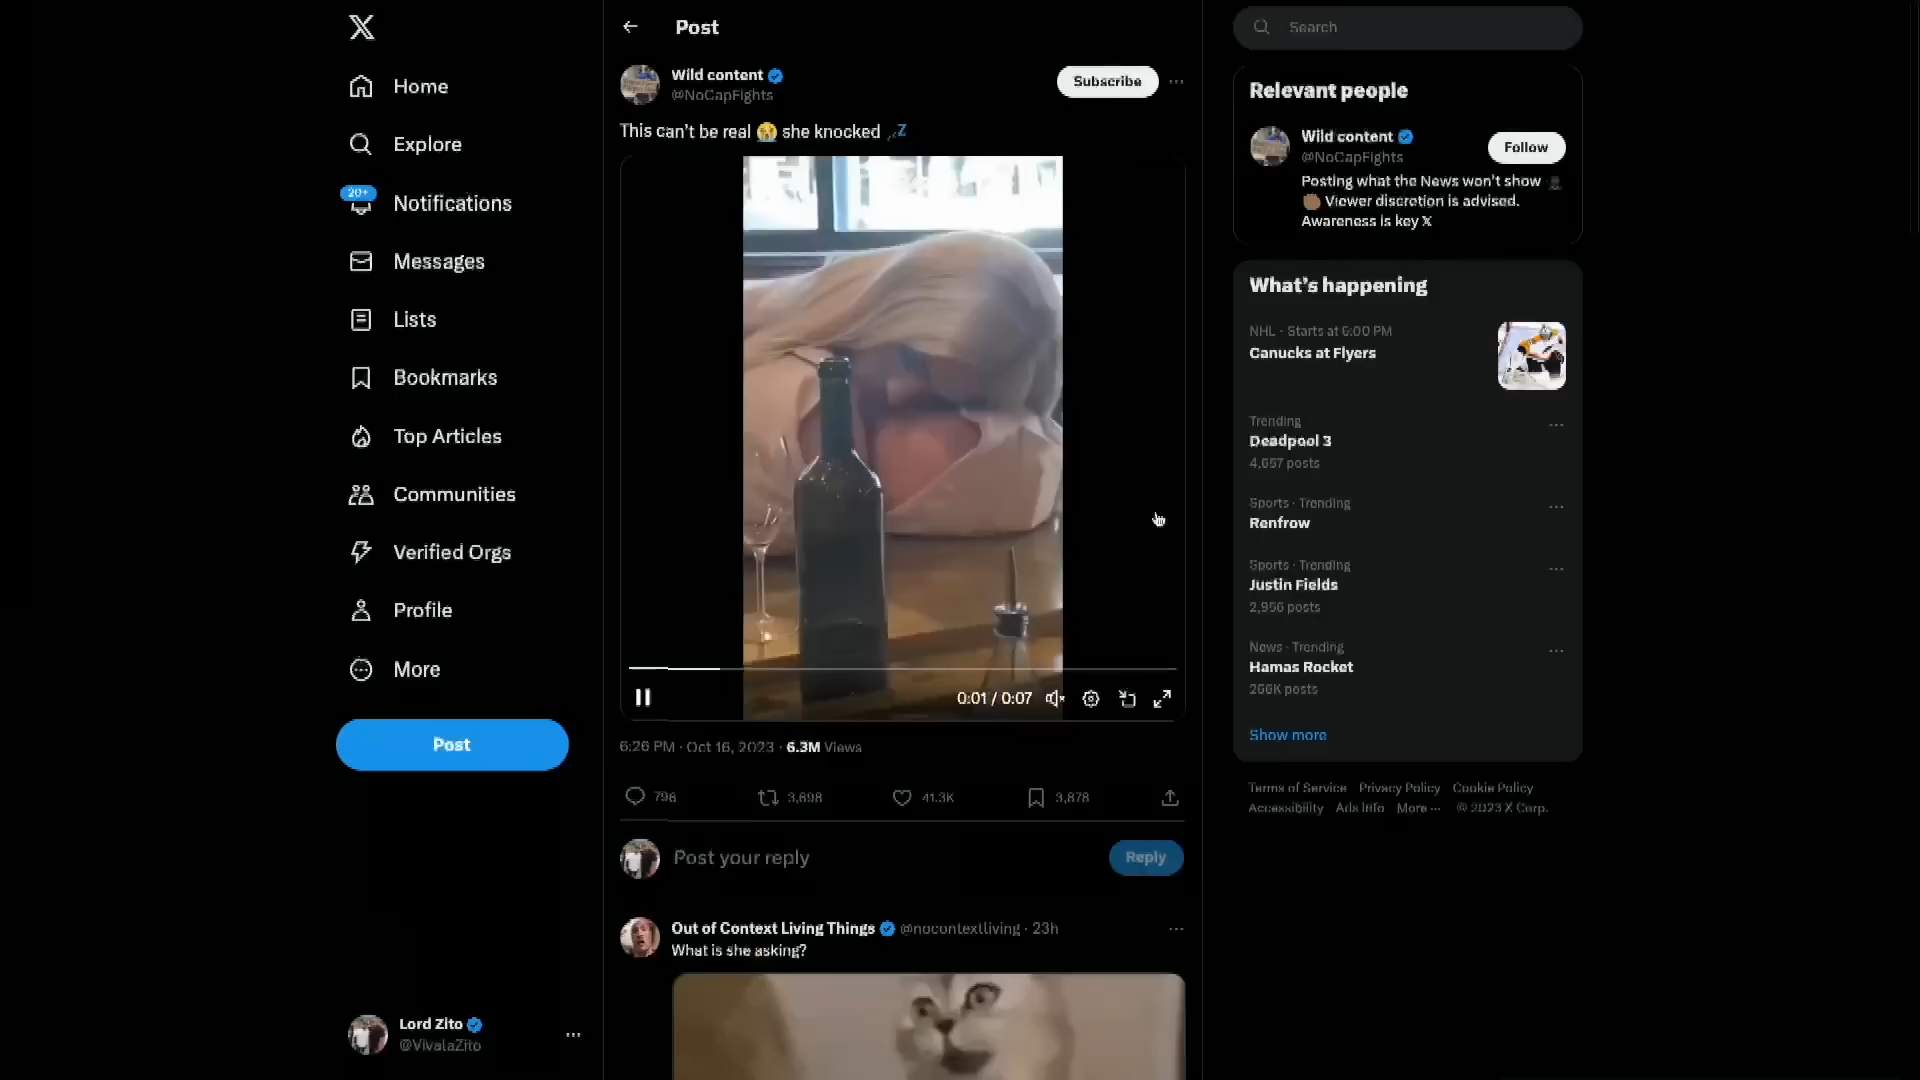 Home
Explore
20+
Notifications
Messages
Lists
Bookmarks
Top Articles
Communities
Verified Orgs
Profile
More
Post
Lord Zito
@VivalaZito
Post
Wild content
@NoCapFights
Subscribe
This can't be real 😭 she knocked 💤
0:01 / 0:07
6:26 PM · Oct 16, 2023 · 6.3M Views
796 3,698 41.3K 3,878
Post your reply
Reply
Out of Context Living Things @nocontextliving · 23h
What is she asking?
Search
Relevant people
Wild content
@NoCapFights
Follow
Posting what the News won't show
Viewer discretion is advised.
Awareness is key X
What's happening
NHL · Starts at 6:00 PM
Canucks at Flyers
Trending
Deadpool 3
4,657 posts
Sports · Trending
Renfrow
Sports · Trending
Justin Fields
2,956 posts
News · Trending
Hamas Rocket
266K posts
Show more
Terms of Service Privacy Policy Cookie Policy
Accessibility Ads info More ··· © 2023 X Corp.